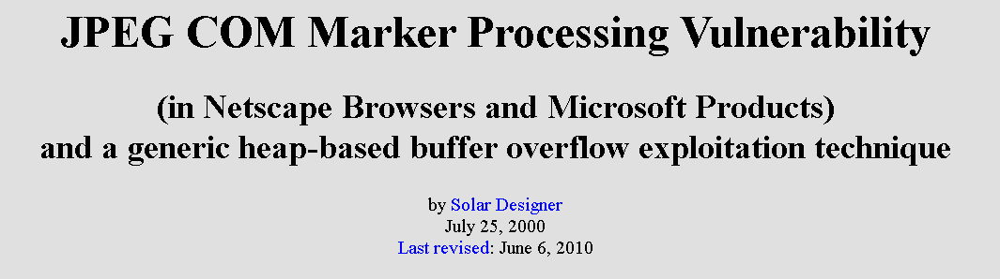 JPEG COM Marker Processing Vulnerability
(in Netscape Browsers and Microsoft Products)
and a generic heap-based buffer overflow exploitation technique
by Solar Designer
July 25, 2000
Last revised: June 6, 2010